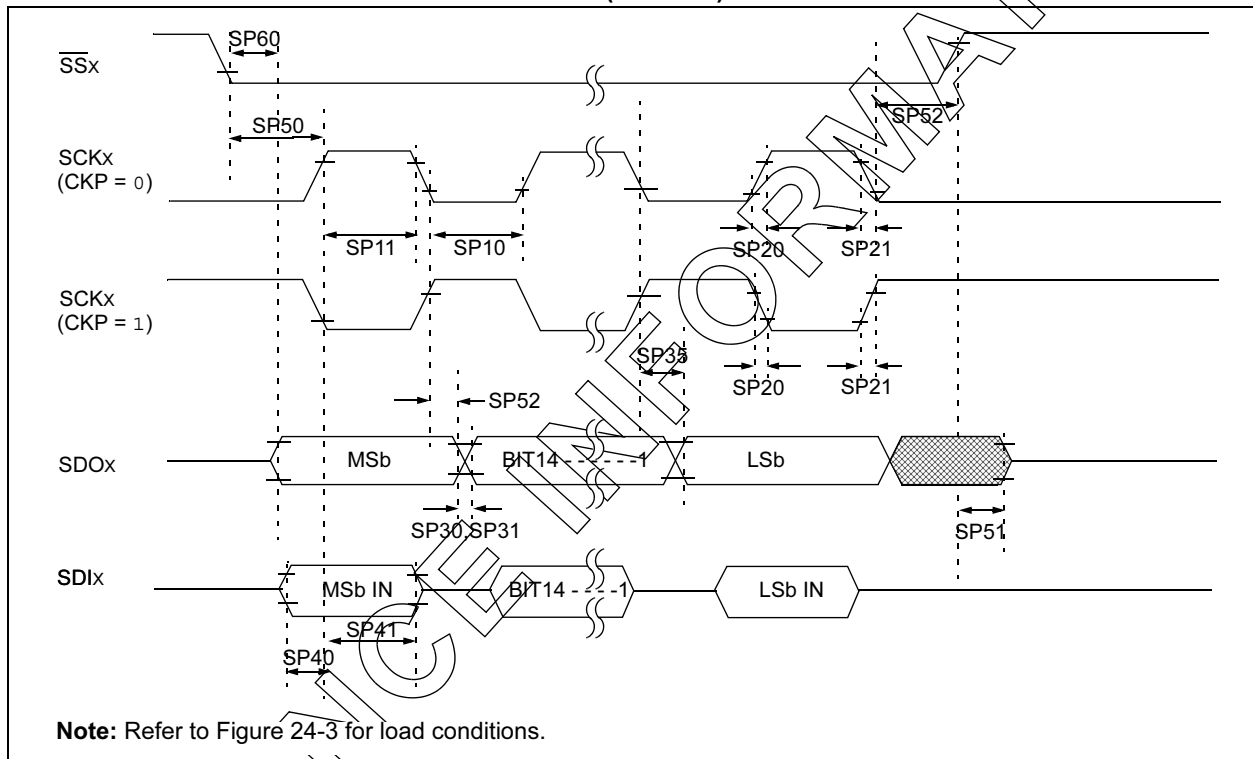 SP60
SSx
SP50
SP52
SCKx
(CKP = 0)
SP11
SP10
SP20
SP21
SCKx
(CKP = 1)
SP35
SP20
SP21
SP52
SDOx
MSb
BIT14 - - - - - -1
LSb
SP30,SP31
SP51
SDIx
MSb IN
BIT14 - - - -1
LSb IN
SP41
SP40
Note: Refer to Figure 24-3 for load conditions.